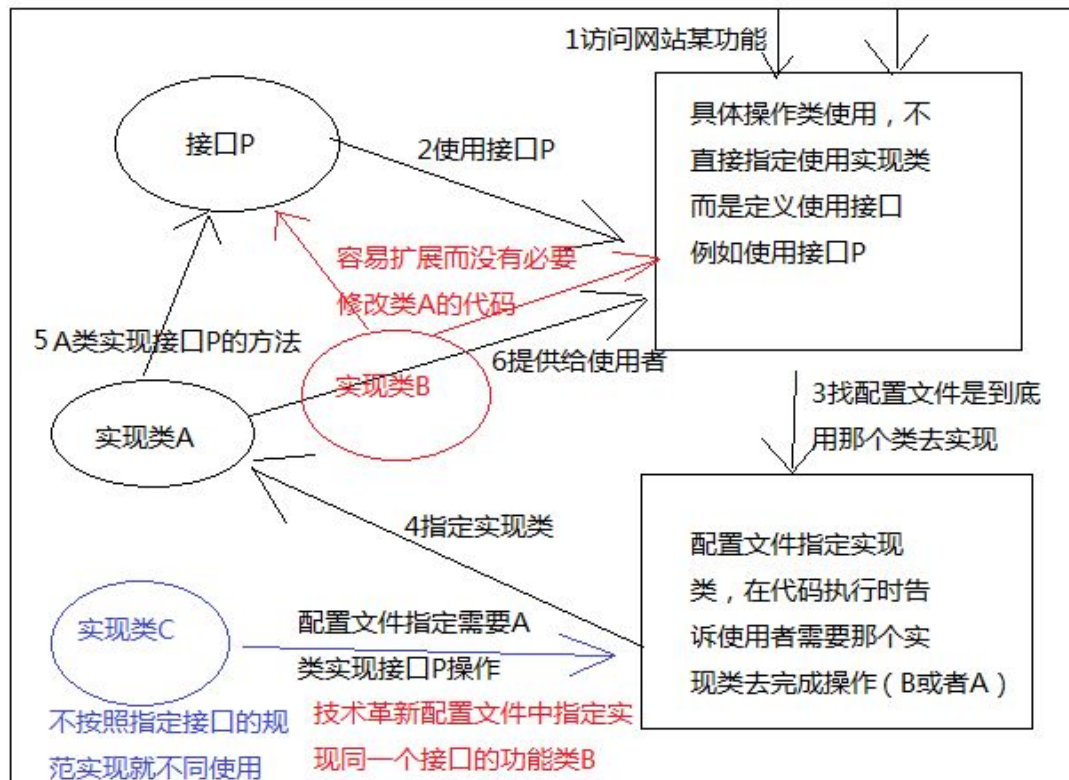 1访问网站某功能
接口P
2使用接口P
具体操作类使用，不
直接指定使用实现类
而是定义使用接口
例如使用接口P
容易扩展而没有必要
修改类A的代码
5A类实现接口P的方法
6提供给使用者
实现类B
实现类A
3找配置文件是到底
用那个类去实现
4指定实现类
配置文件指定实现
类，在代码执行时告
诉使用者需要那个实
现类去完成操作（B或者A）
实现类C
配置文件指定需要A
类实现接口P操作
不按照指定接口的规
范实现就不同使用
技术革新配置文件中指定实
现同一个接口的功能类B